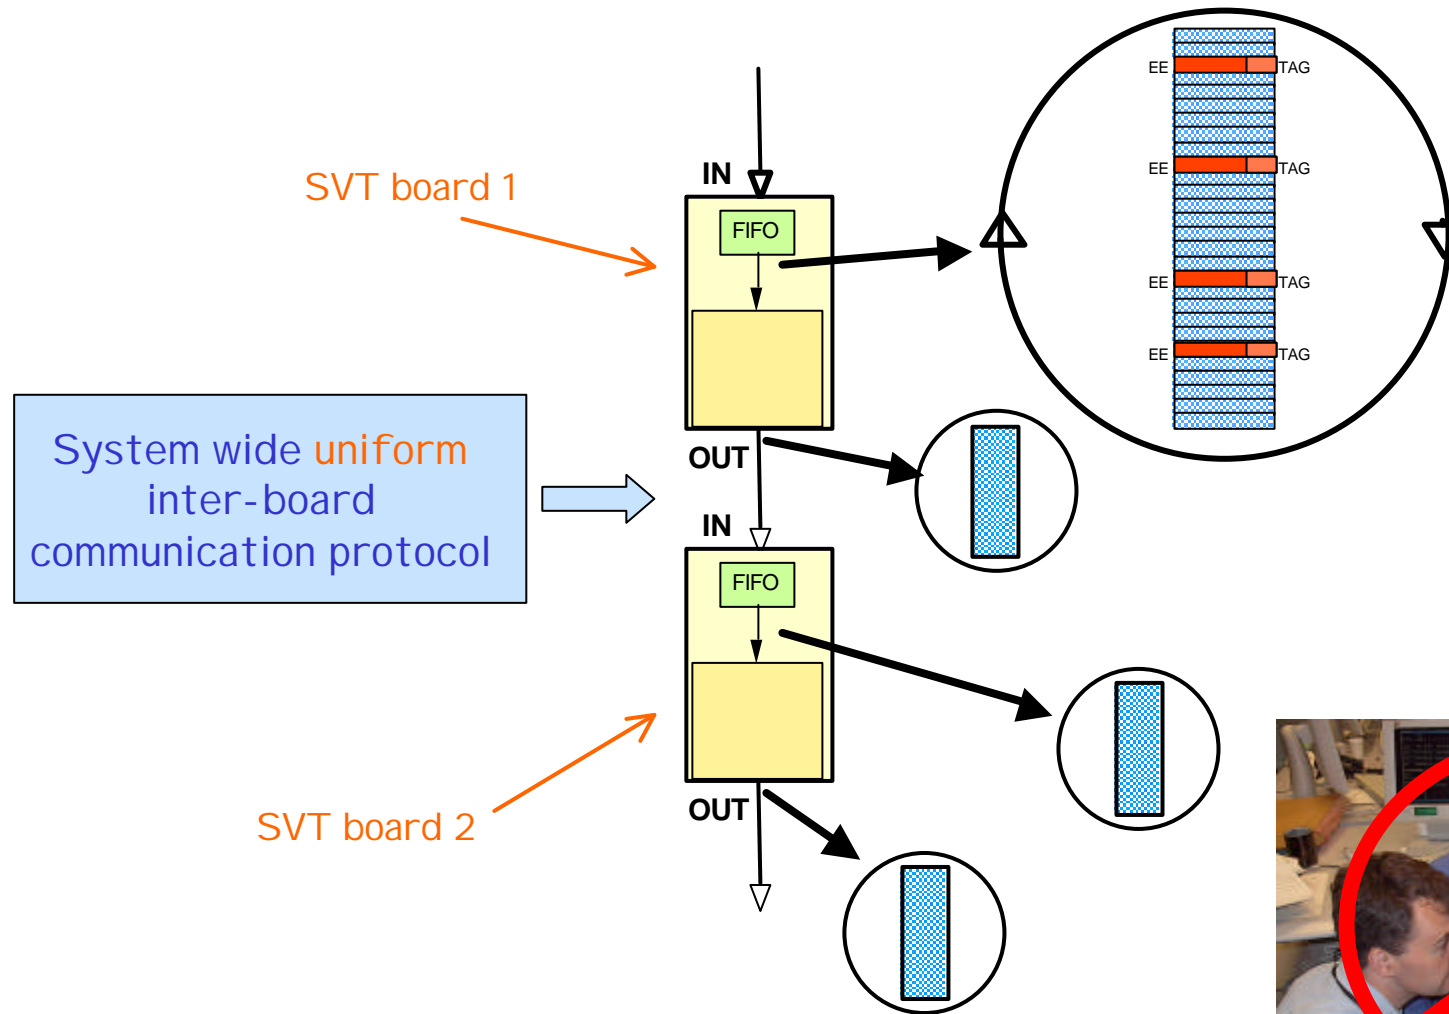 EE
TAG
EE
TAG
EE
TAG
EE
TAG
SVT board 1
IN
FIFO
OUT
System wide uniform
inter-board
communication protocol
IN
FIFO
OUT
SVT board 2